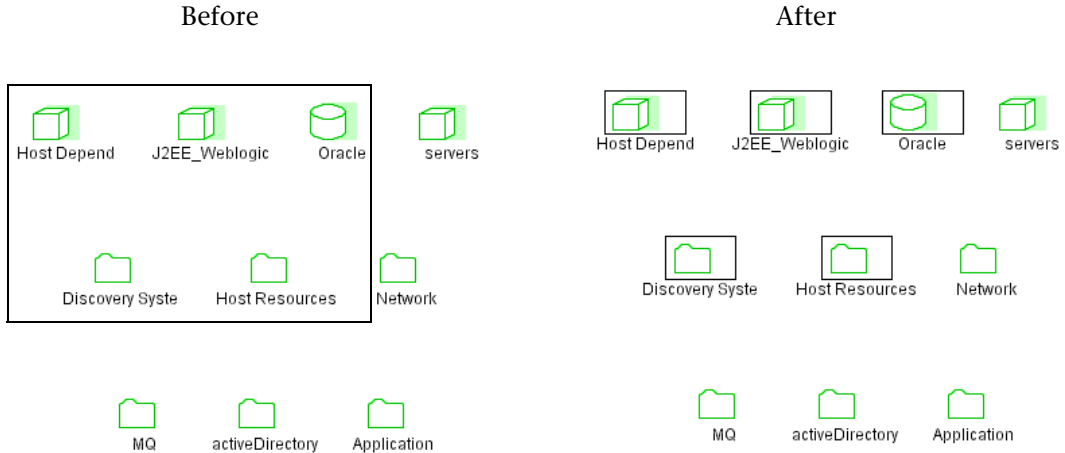 Before After
Host Depend J2EE_Weblogic Oracle servers
Host Depend J2EE_Weblogic Oracle servers
Discovery Syste Host Resources Network
Discovery Syste Host Resources Network
MQ activeDirectory Application
MQ activeDirectory Application